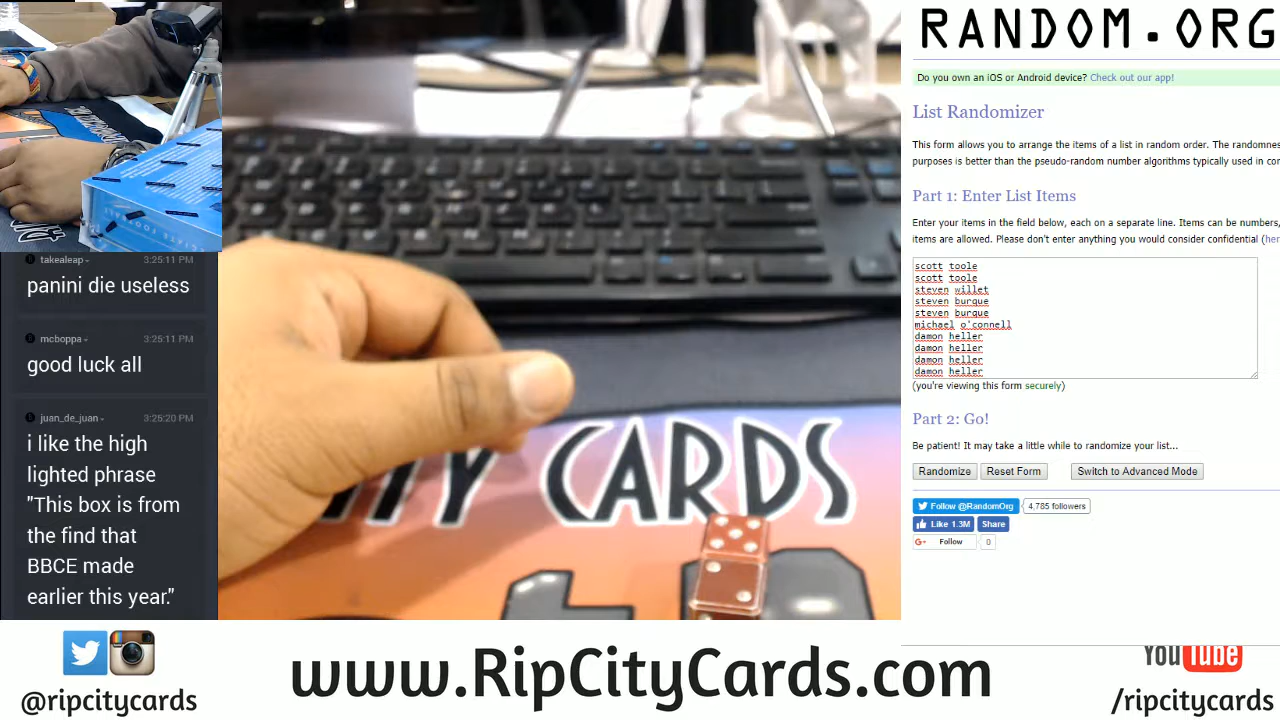 takealeap
3:25:11 PM
panini die useless
mcboppa
3:25:11 PM
good luck all
juan_de_juan
3:25:20 PM
i like the high
lighted phrase
"This box is from
the find that
BBCE made
earlier this year."
CARDS
RANDOM.ORG
Do you own an iOS or Android device? Check out our app!
List Randomizer
This form allows you to arrange the items of a list in random order. The
purposes is better than the pseudo-random number algorithms typically used in
Part 1: Enter List Items
Enter your items in the field below, each on a separate line. Items can be numbers,
items are allowed. Please don't enter anything you would consider confidential
scott toole
scott toole
steven willet
steven burque
steven burque
michael o'connell
damon heller
damon heller
damon heller
damon heller
(you're viewing this form securely)
Part 2: Go!
Be patient! It may take a little while to randomize your list...
Randomize Reset Form Switch to Advanced Mode
Follow @RandomOrg 4,785 followers
Like 1.3M Share
G+ Follow 0
@ripcitycards
www.RipCityCards.com
YouTube
/ripcitycards